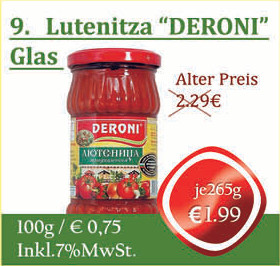 9. Lutenitza “DERONI”
Glas
Alter Preis
2.29€
DERONI
ЛЮТЕНИЦА
je265g
€1.99
100g / € 0,75
Inkl.7%MwSt.